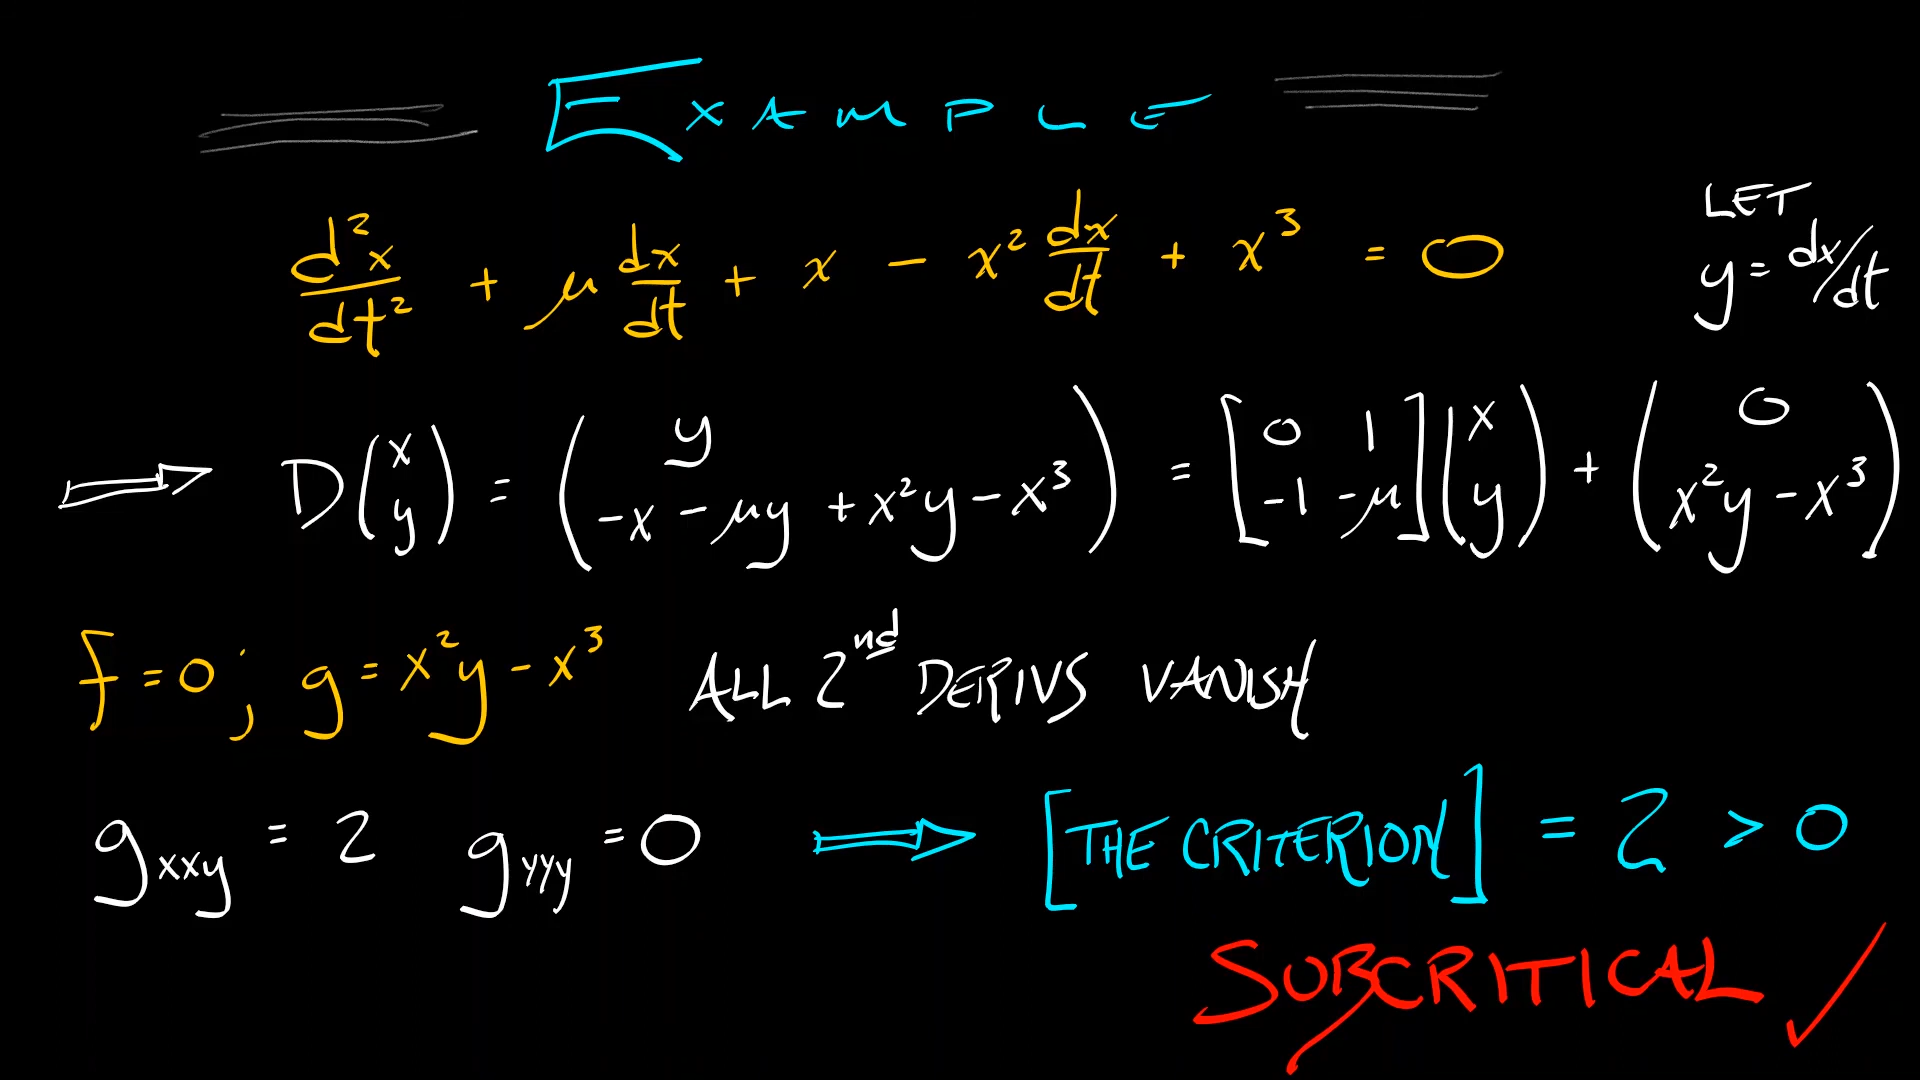 EXAMPLE
d²x/dt² + μ dx/dt + x - x² dx/dt + x³ = 0
LET
y = dx/dt
⇒ D(x y) = (y, -x - μy + x²y - x³) = [0 1; -1 -μ](x y) + (0, x²y - x³)
f = 0; g = x²y - x³ ALL 2nd DERIVS VANISH
g_xxy = 2 g_yyy = 0 ⇒ [THE CRITERION] = 2 > 0
SUBCRITICAL ✓